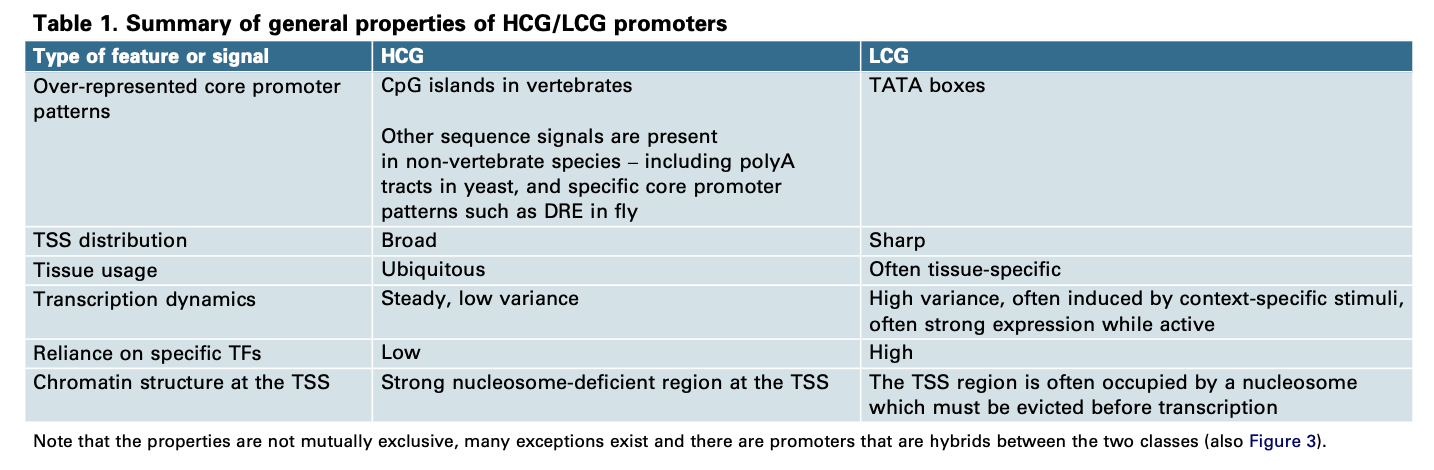 Table 1. Summary of general properties of HCG/LCG promoters
Type of feature or signal HCG LCG
Over-represented core promoter
patterns
CpG islands in vertebrates
Other sequence signals are present
in non-vertebrate species – including polyA
tracts in yeast, and specific core promoter
patterns such as DRE in fly
TATA boxes
TSS distribution Broad Sharp
Tissue usage Ubiquitous Often tissue-specific
Transcription dynamics Steady, low variance High variance, often induced by context-specific stimuli,
often strong expression while active
Reliance on specific TFs Low High
Chromatin structure at the TSS Strong nucleosome-deficient region at the TSS The TSS region is often occupied by a nucleosome
which must be evicted before transcription
Note that the properties are not mutually exclusive, many exceptions exist and there are promoters that are hybrids between the two classes (also Figure 3).